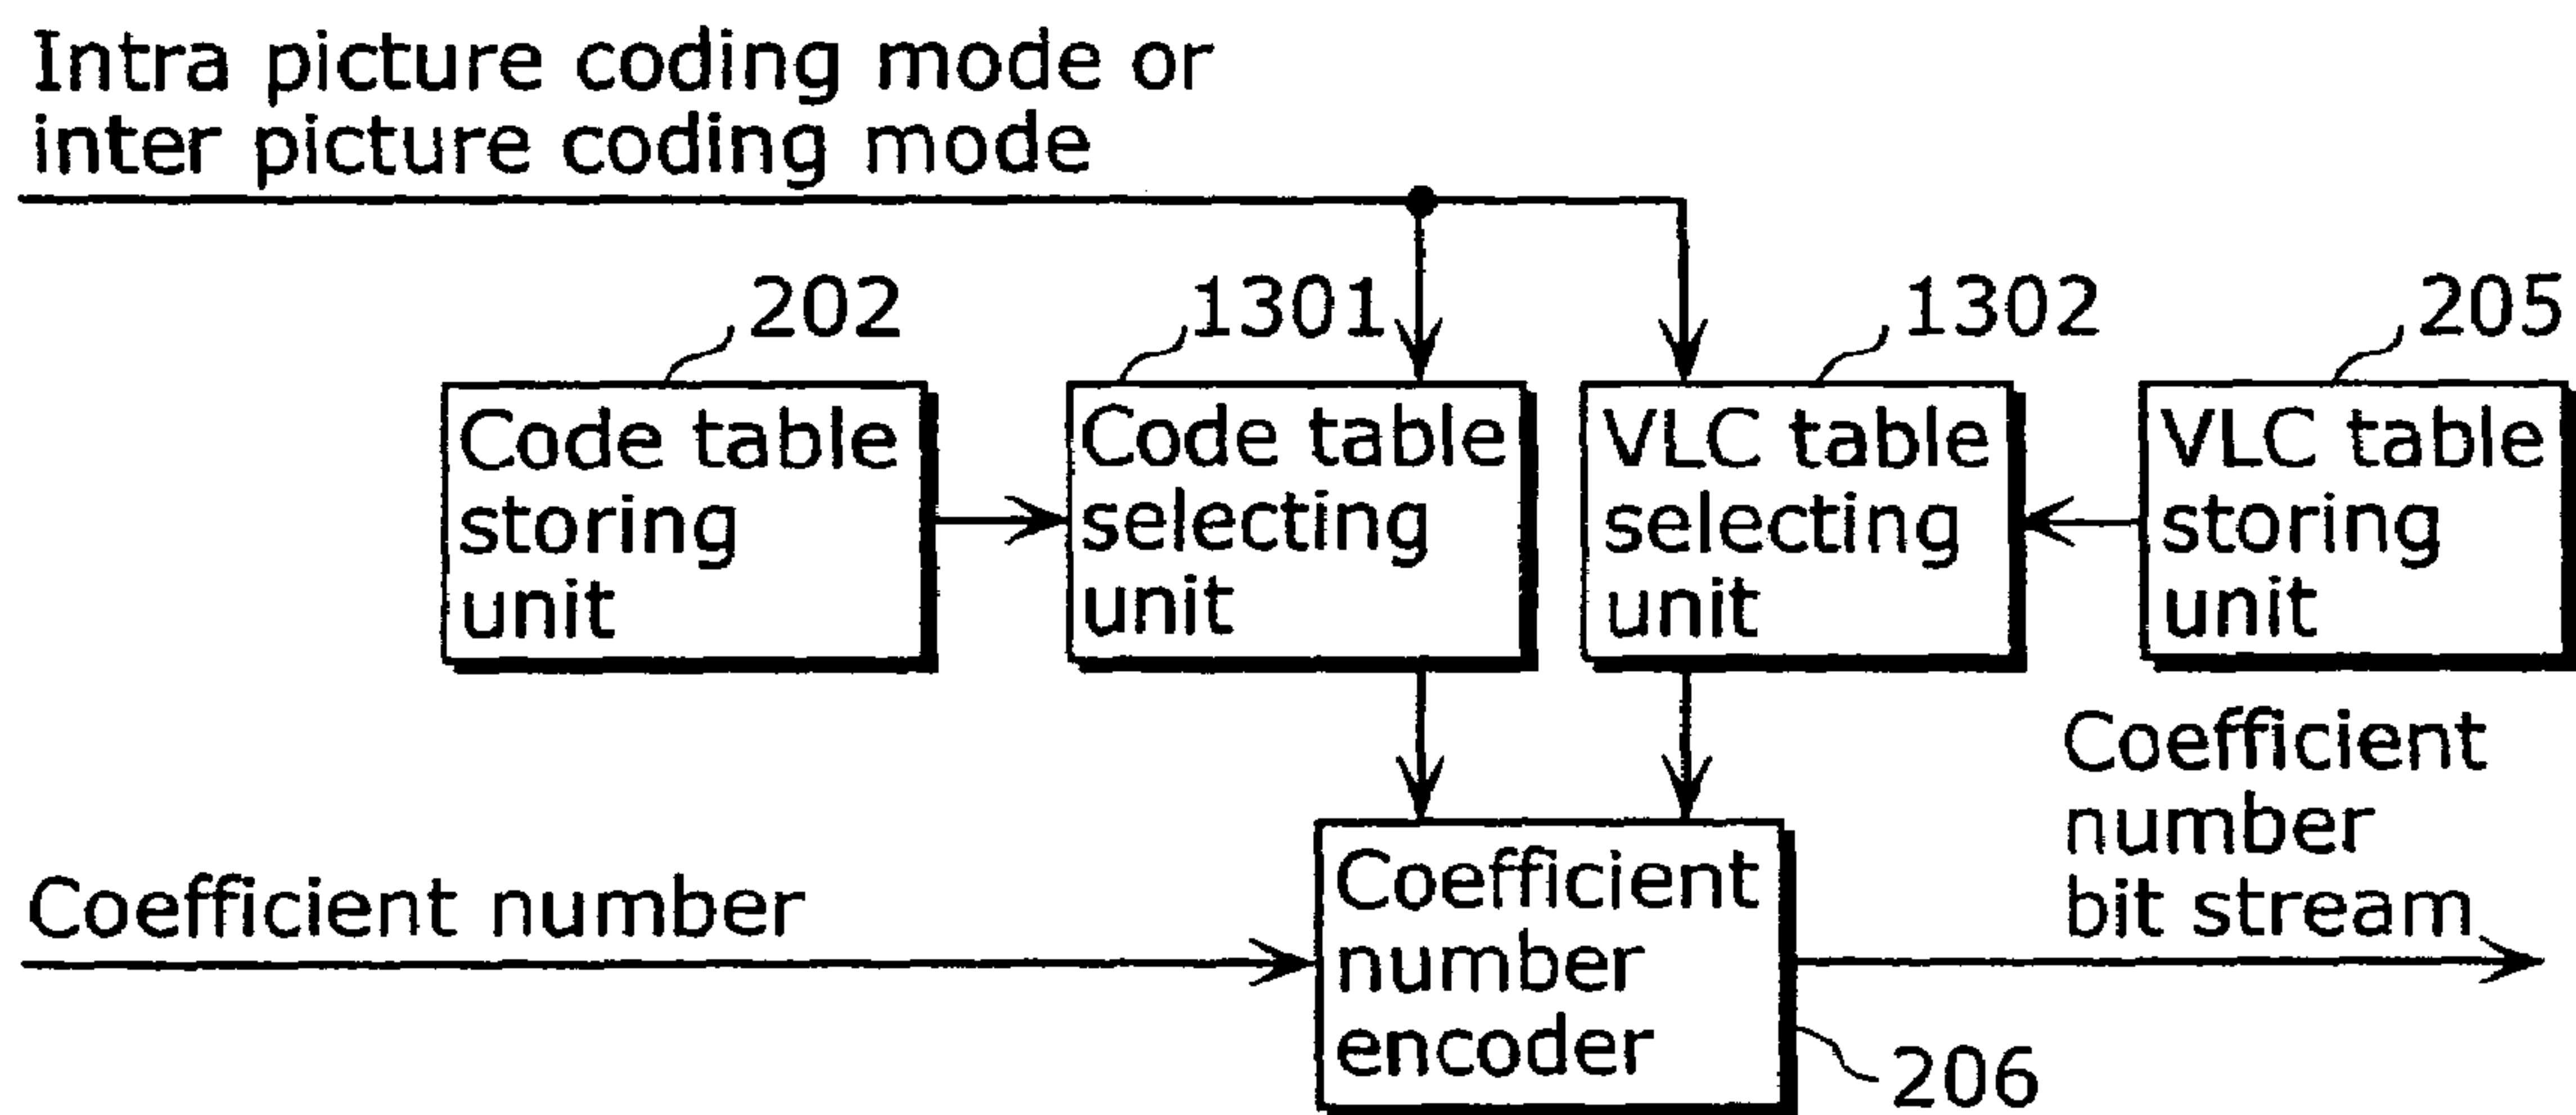 Intra picture coding mode or
inter picture coding mode
202
1301
1302
205
Code table
storing
unit
Code table
selecting
unit
VLC table
selecting
unit
VLC table
storing
unit
Coefficient number
Coefficient
number
encoder
Coefficient
number
bit stream
206